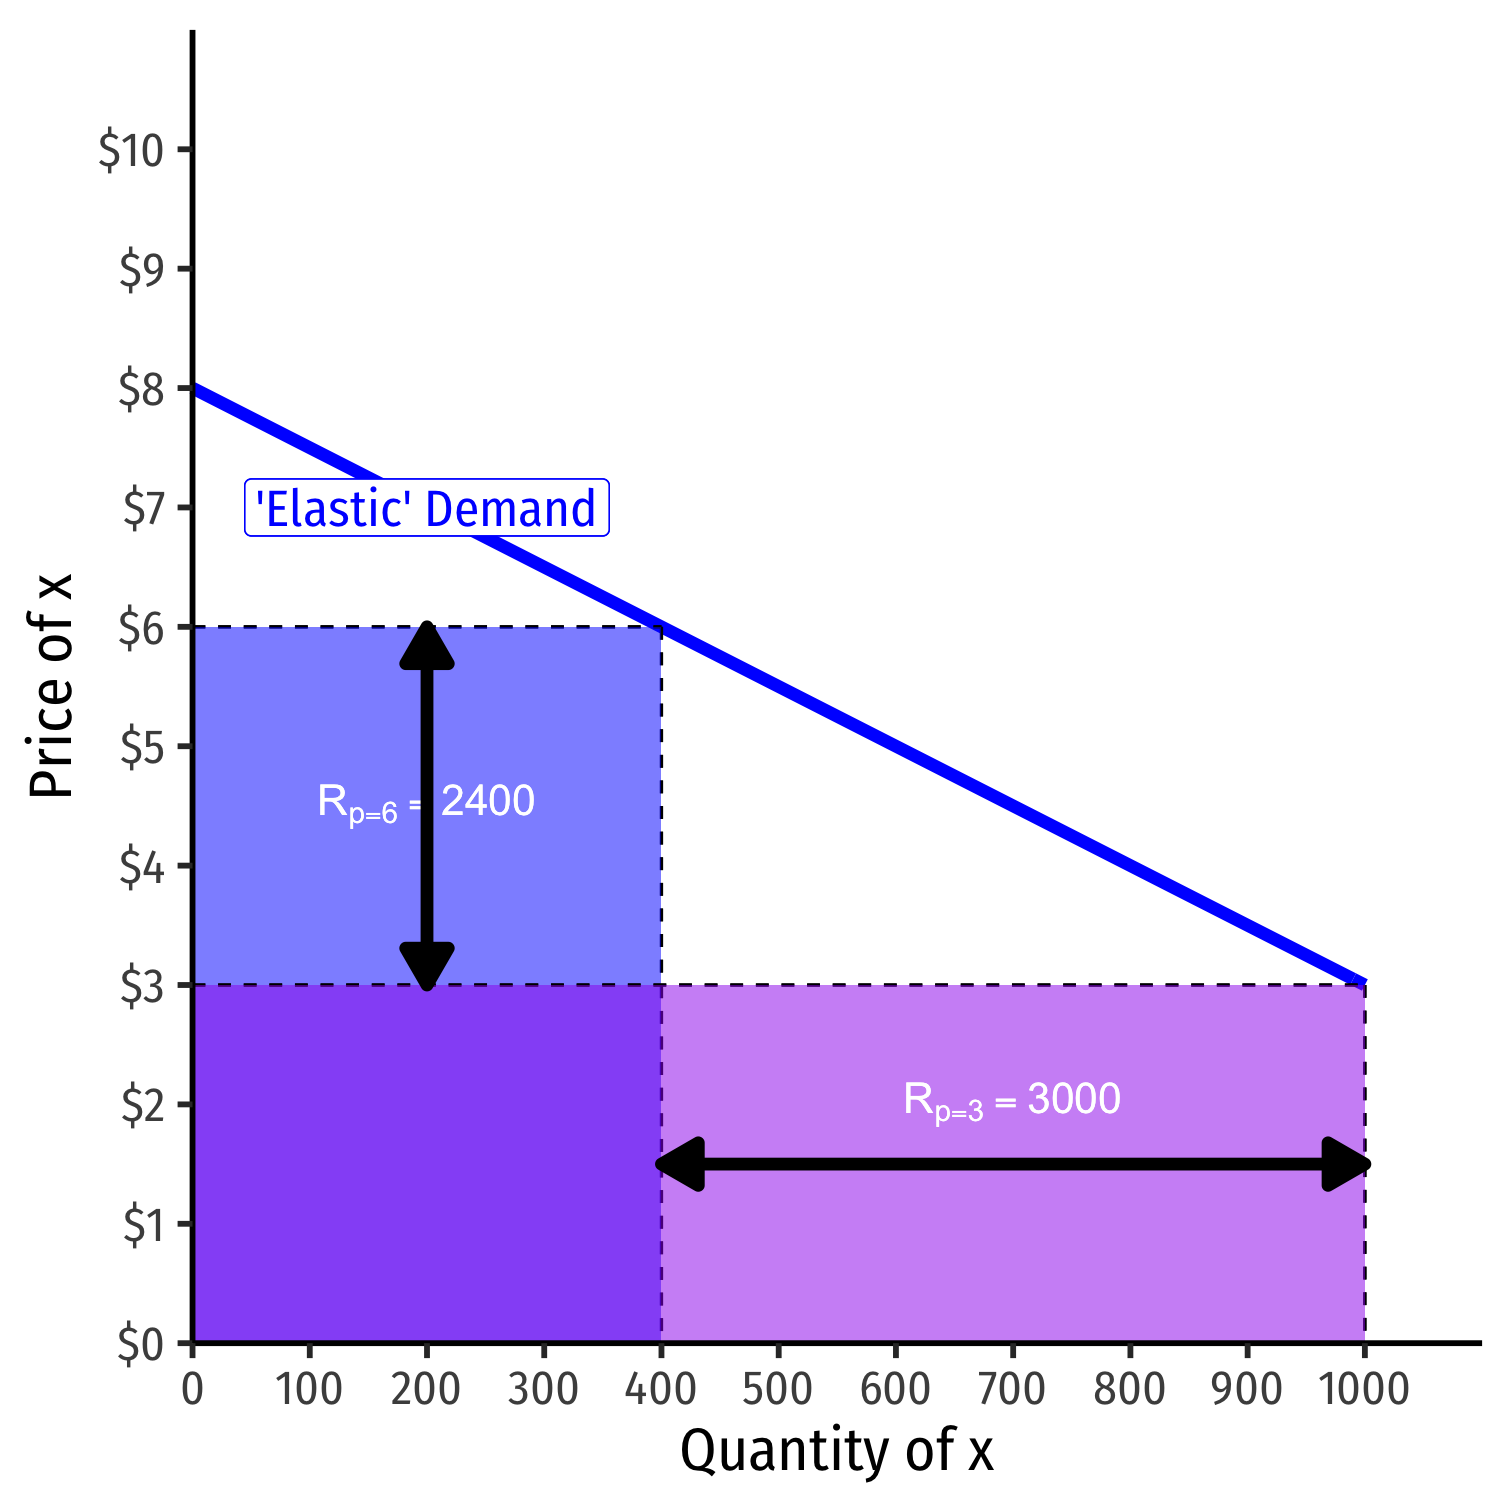 $10
$9
$8
$7
$6
$5
$4
$3
$2
$1
$0
Price of x
'Elastic' Demand
Rp=6 = 2400
Rp=3 = 3000
0 100 200 300 400 500 600 700 800 900 1000
Quantity of x